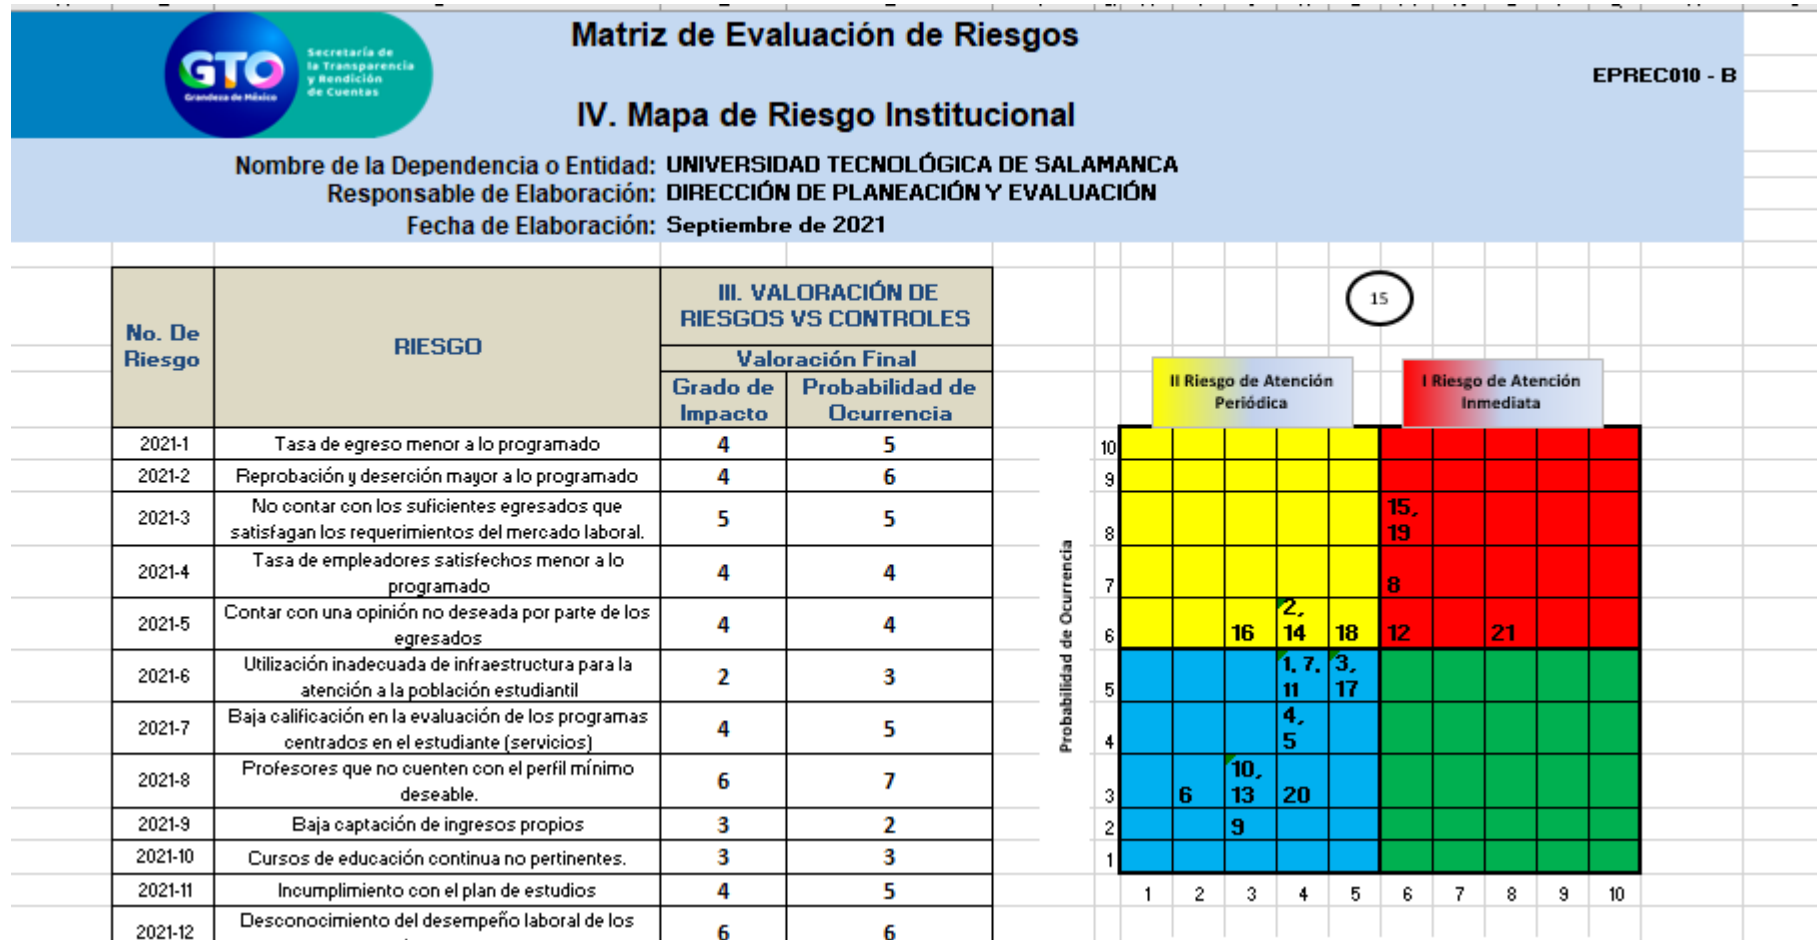 Matriz de Evaluación de Riesgos
GTO
Grandeza de México
Secretaría de
la Transparencia
y Rendición
de Cuentas
EPREC010 - B
IV. Mapa de Riesgo Institucional
Nombre de la Dependencia o Entidad: UNIVERSIDAD TECNOLÓGICA DE SALAMANCA
Responsable de Elaboración: DIRECCIÓN DE PLANEACIÓN Y EVALUACIÓN
Fecha de Elaboración: Septiembre de 2021
No. De
Riesgo
RIESGO
III. VALORACIÓN DE
RIESGOS VS CONTROLES
Valoración Final
Grado de
Impacto
Probabilidad de
Ocurrencia
2021-1 Tasa de egreso menor a lo programado 4 5
2021-2 Reprobación y deserción mayor a lo programado 4 6
2021-3 No contar con los suficientes egresados que
satisfagan los requerimientos del mercado laboral. 5 5
2021-4 Tasa de empleadores satisfechos menor a lo
programado 4 4
2021-5 Contar con una opinión no deseada por parte de los
egresados 4 4
2021-6 Utilización inadecuada de infraestructura para la
atención a la población estudiantil 2 3
2021-7 Baja calificación en la evaluación de los programas
centrados en el estudiante (servicios) 4 5
2021-8 Profesores que no cuenten con el perfil mínimo
deseable. 6 7
2021-9 Baja captación de ingresos propios 3 2
2021-10 Cursos de educación continua no pertinentes. 3 3
2021-11 Incumplimiento con el plan de estudios 4 5
2021-12 Desconocimiento del desempeño laboral de los 6 6
15
II Riesgo de Atención
Periódica
I Riesgo de Atención
Inmediata
Probabilidad de Ocurrencia
10
9
8 15,
19
7 8
6 16 2,
14 18 12 21
5 1, 7,
11 3,
17
4 4,
5
3 6 10,
13 20
2 9
1
1 2 3 4 5 6 7 8 9 10